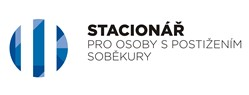 STACIONÁŘ
PRO OSOBY S POSTIŽENÍM
SOBĚKURY